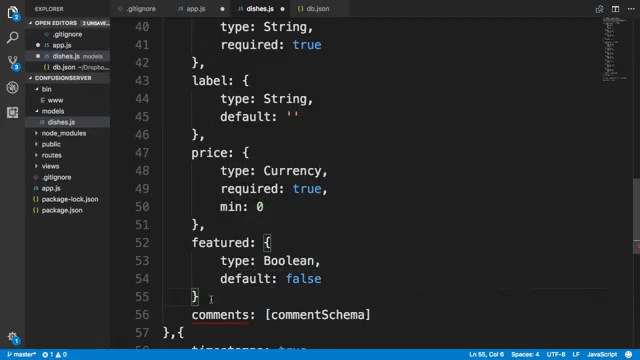 .gitignore
app.js
dishes.js
db.json
EXPLORER
OPEN EDITORS
2 UNSAV...
.gitignore
app.js
dishes.js models
db.json ~/Dropbo...
CONFUSIONSERVER
bin
www
models
dishes.js
node_modules
public
routes
views
.gitignore
app.js
package-lock.json
package.json
40 type: String,
41 required: true
42 },
43 label: {
44 type: String,
45 default: ''
46 },
47 price: {
48 type: Currency,
49 required: true,
50 min: 0
51 },
52 featured: {
53 type: Boolean,
54 default: false
55 }
56 comments: [commentSchema]
57 },{
master* 1 0
Ln 55, Col 6 Spaces: 4 UTF-8 LF JavaScript